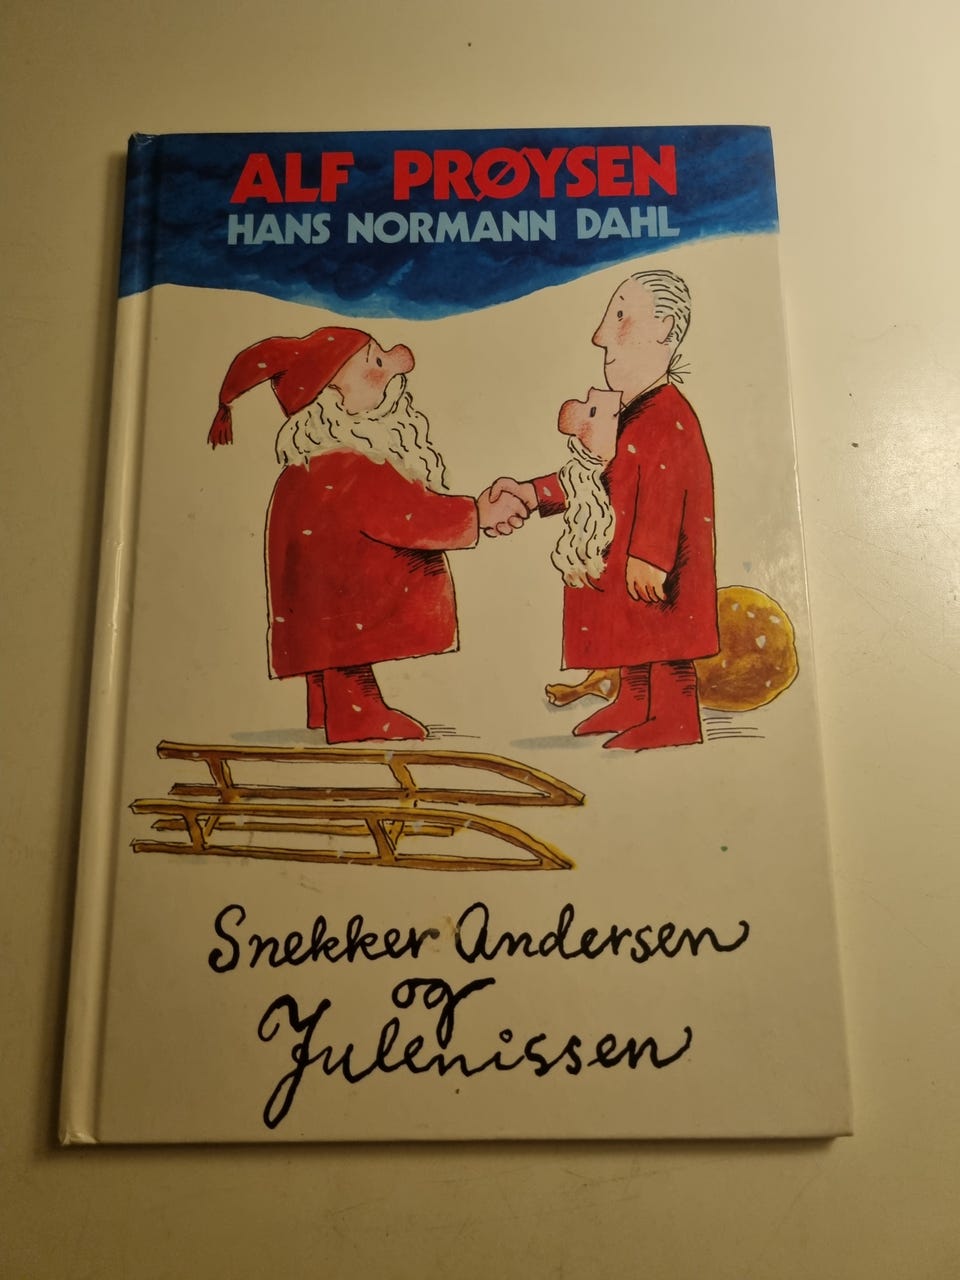 ALF PRØYSEN
HANS NORMANN DAHL
Snekker Andersen
og
Julenissen